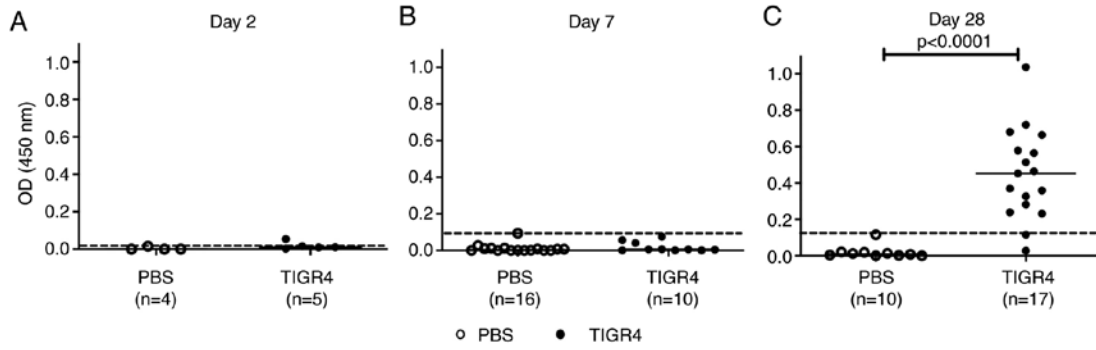 A
Day 2
OD (450 nm)
1.0
0.8
0.6
0.4
0.2
0.0
PBS
(n=4)
TIGR4
(n=5)
B
Day 7
1.0
0.8
0.6
0.4
0.2
0.0
PBS
(n=16)
TIGR4
(n=10)
C
Day 28
p<0.0001
1.0
0.8
0.6
0.4
0.2
0.0
PBS
(n=10)
TIGR4
(n=17)
PBS
TIGR4